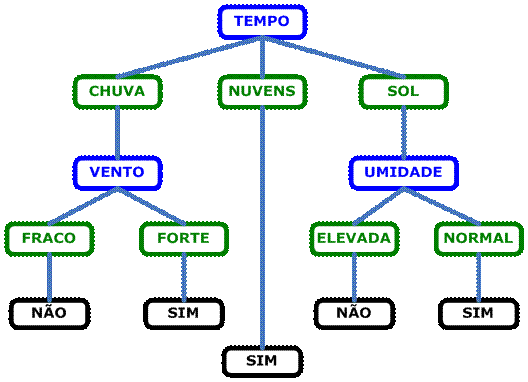 TEMPO
CHUVA NUVENS SOL
VENTO UMIDADE
FRACO FORTE ELEVADA NORMAL
NÃO SIM NÃO SIM
SIM